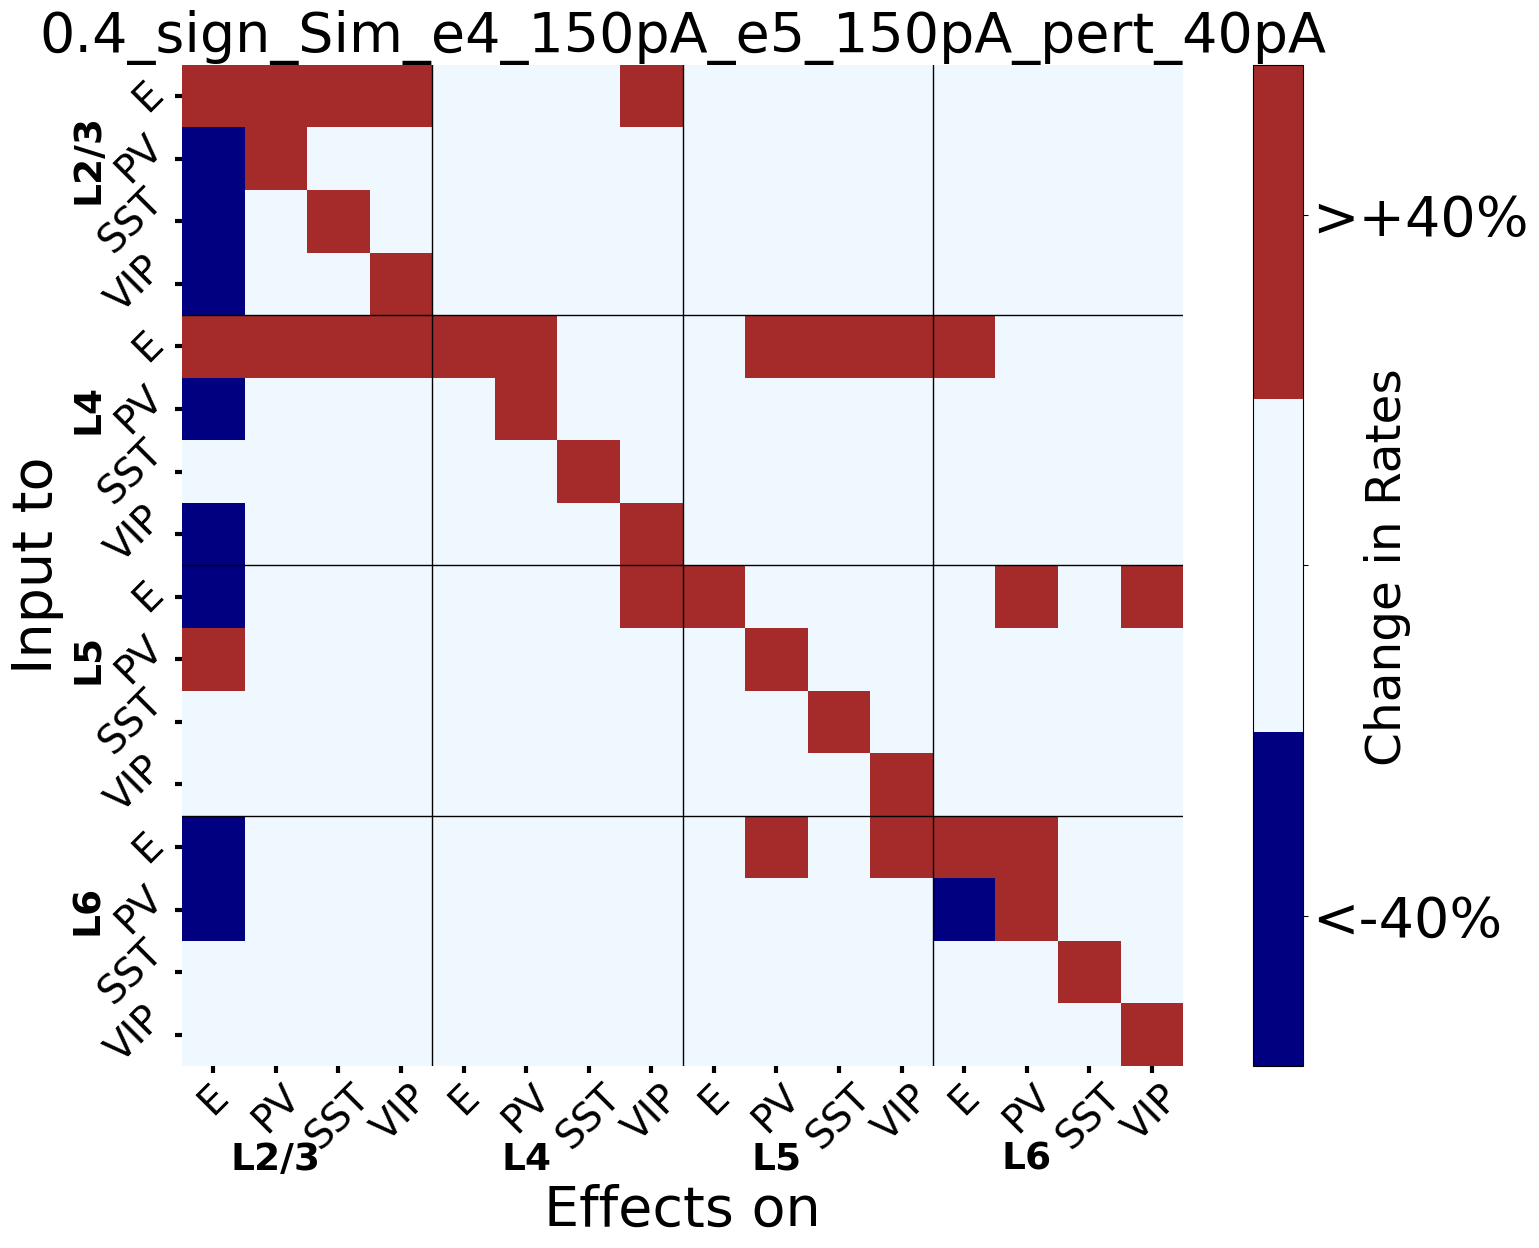 0.4_sign_Sim_e4_150pA_e5_150pA_pert_40pA
Input to
L2/3
E
PV
SST
VIP
L4
E
PV
SST
VIP
L5
E
PV
SST
VIP
L6
E
PV
SST
VIP
E
PV
SST
VIP
E
PV
SST
VIP
E
PV
SST
VIP
E
PV
SST
VIP
L2/3
L4
L5
L6
Effects on
>+40%
<-40%
Change in Rates